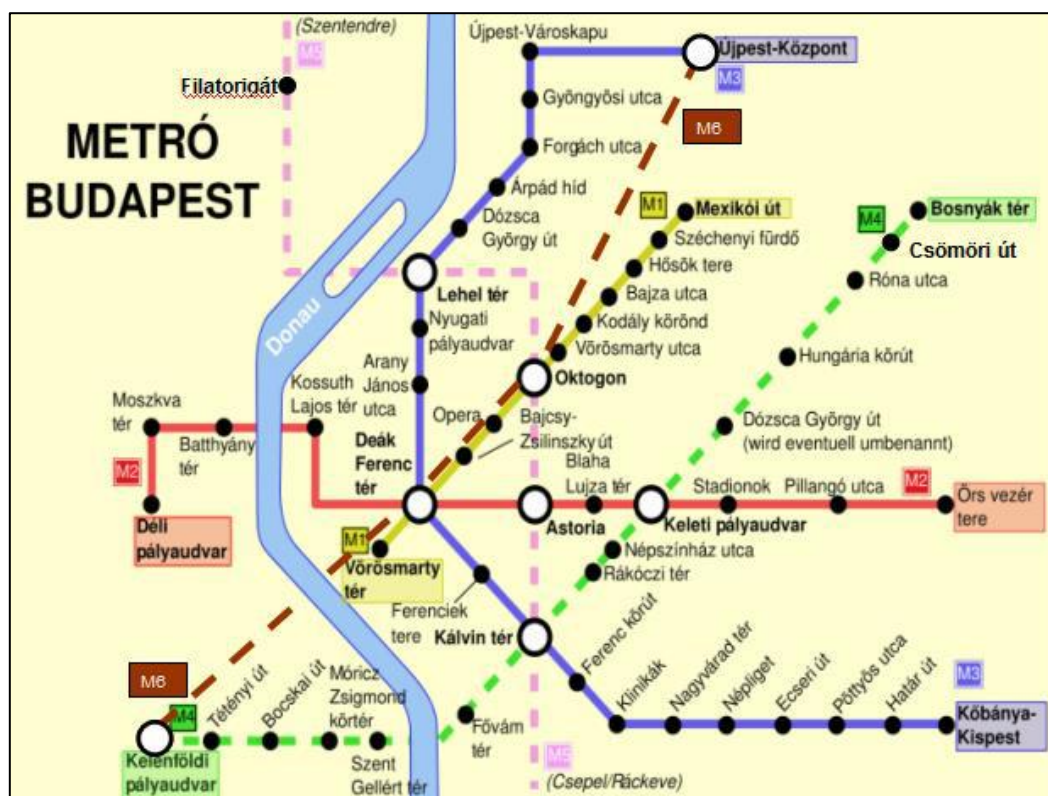 (Szentendre)
M5
Újpest-Városkapu
Újpest-Központ
M3
Filatorigát
Gyöngyösi utca
M6
METRÓ
BUDAPEST
Forgách utca
Árpád híd
M1
Mexikói út
M4
Bosnyák tér
Dózsca
György út
Széchenyi fürdő
Csömöri út
Hősök tere
Róna utca
Lehel tér
Bajza utca
Donau
Nyugati
pályaudvar
Kodály körönd
Vörösmarty utca
Hungária körút
Arany
János
utca
Oktogon
Moszkva
tér
Kossuth
Lajos tér
Opera
Bajcsy-
Zsilinszky út
Dózsca György út
(wird eventuell umbenannt)
Batthyány
tér
Deák
Ferenc
tér
Blaha
Lujza tér
M2
Stadionok
Pillangó utca
M2
Örs vezér
tere
Déli
pályaudvar
Astoria
Keleti pályaudvar
M1
Vörösmarty
tér
Népszínház utca
Rákóczi tér
Ferenciek
tere
Kálvin tér
Ferenc körút
M6
M4
Tétényi út
Bocskai út
Móricz
Zsigmond
körtér
Klinikák
Nagyvárad tér
Népliget
Ecseri út
Pöttyös utca
Határ út
M3
Kőbánya-
Kispest
Fővám
tér
Kelenföldi
pályaudvar
Szent
Gellért tér
M5
(Csepel/Ráckeve)